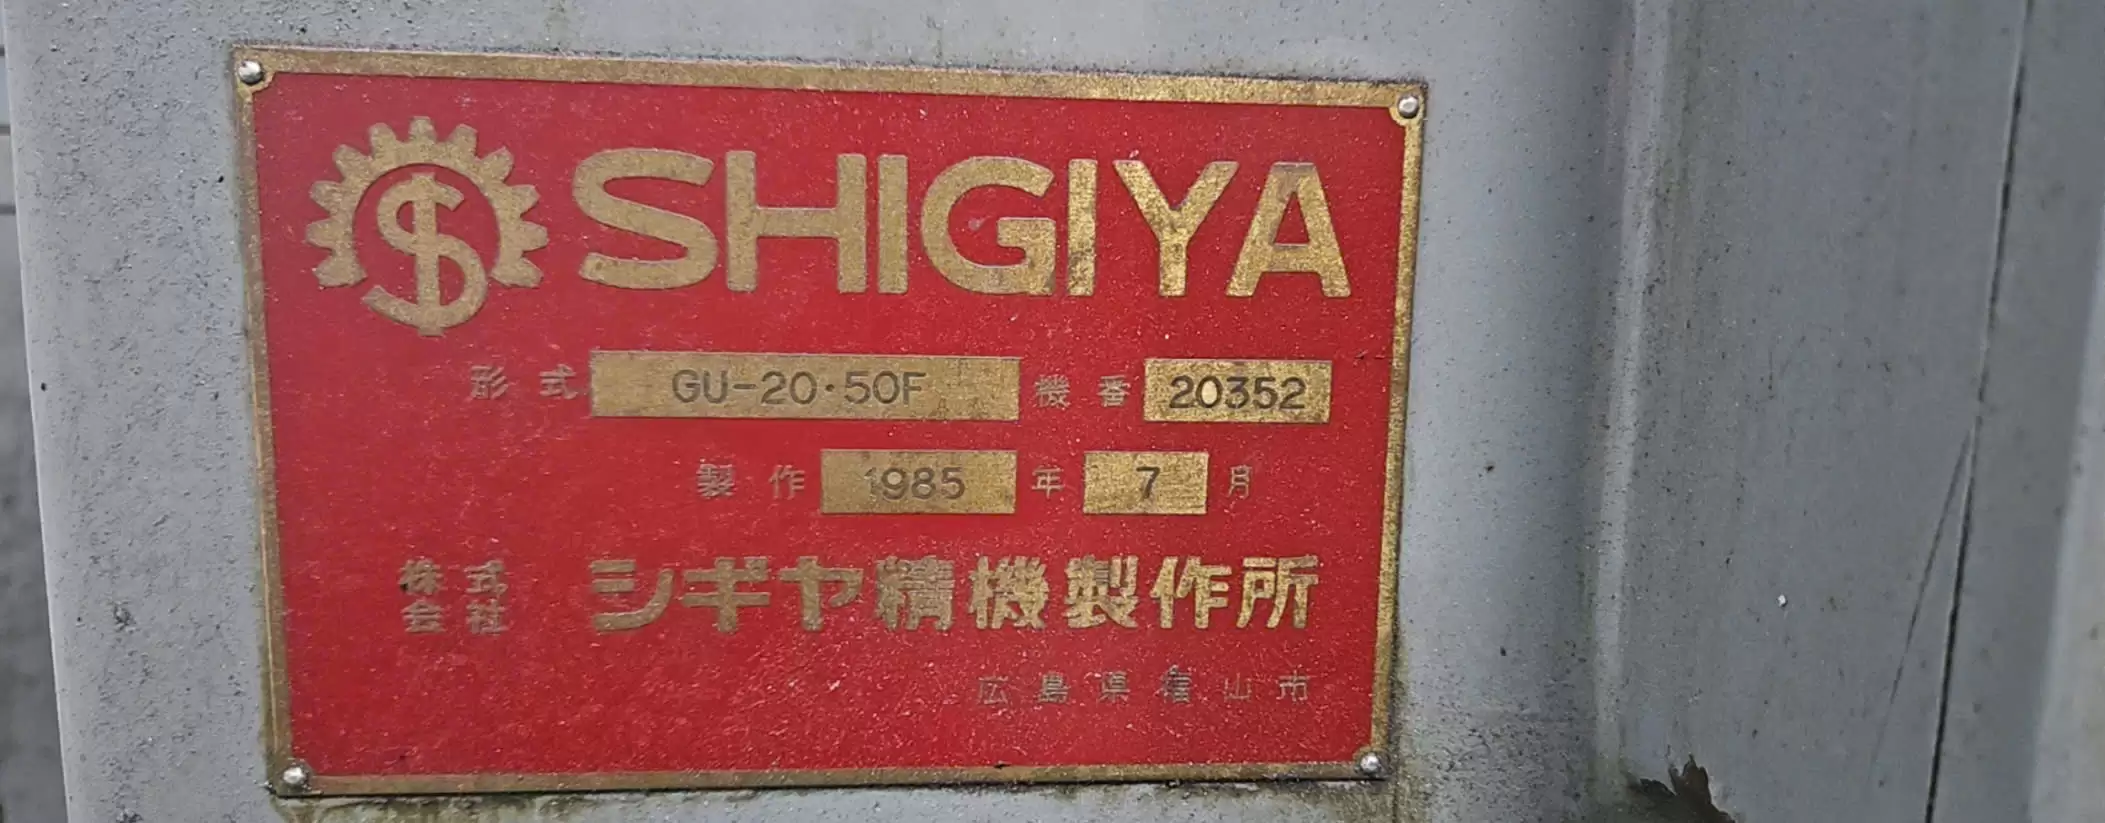 SHIGIYA
形式 GU-20・50F 機番 20352
製作 1985 年 7 月
株式会社 シギヤ精機製作所
広島県福山市